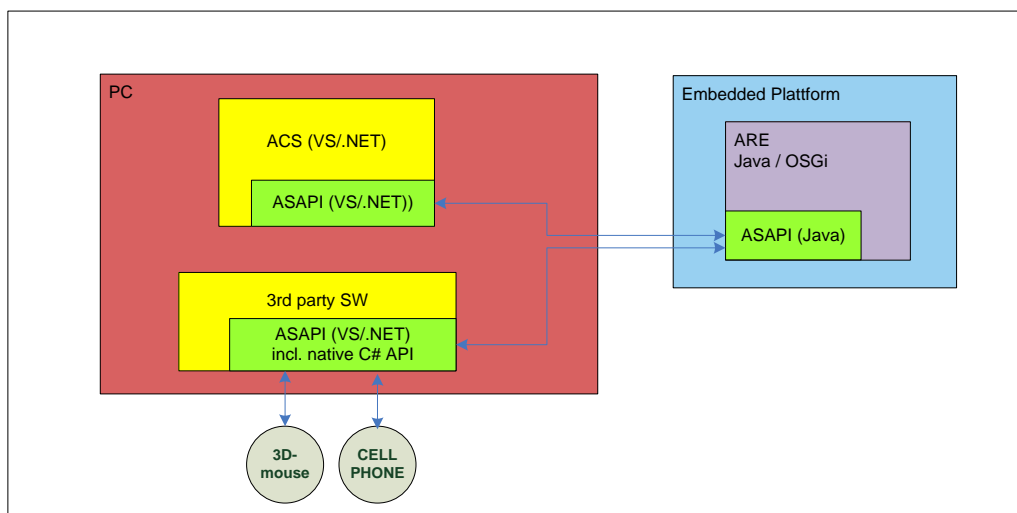 PC
ACS (VS/.NET)
ASAPI (VS/.NET))
3rd party SW
ASAPI (VS/.NET)
incl. native C# API
3D-
mouse
CELL
PHONE
Embedded Plattform
ARE
Java / OSGi
ASAPI (Java)